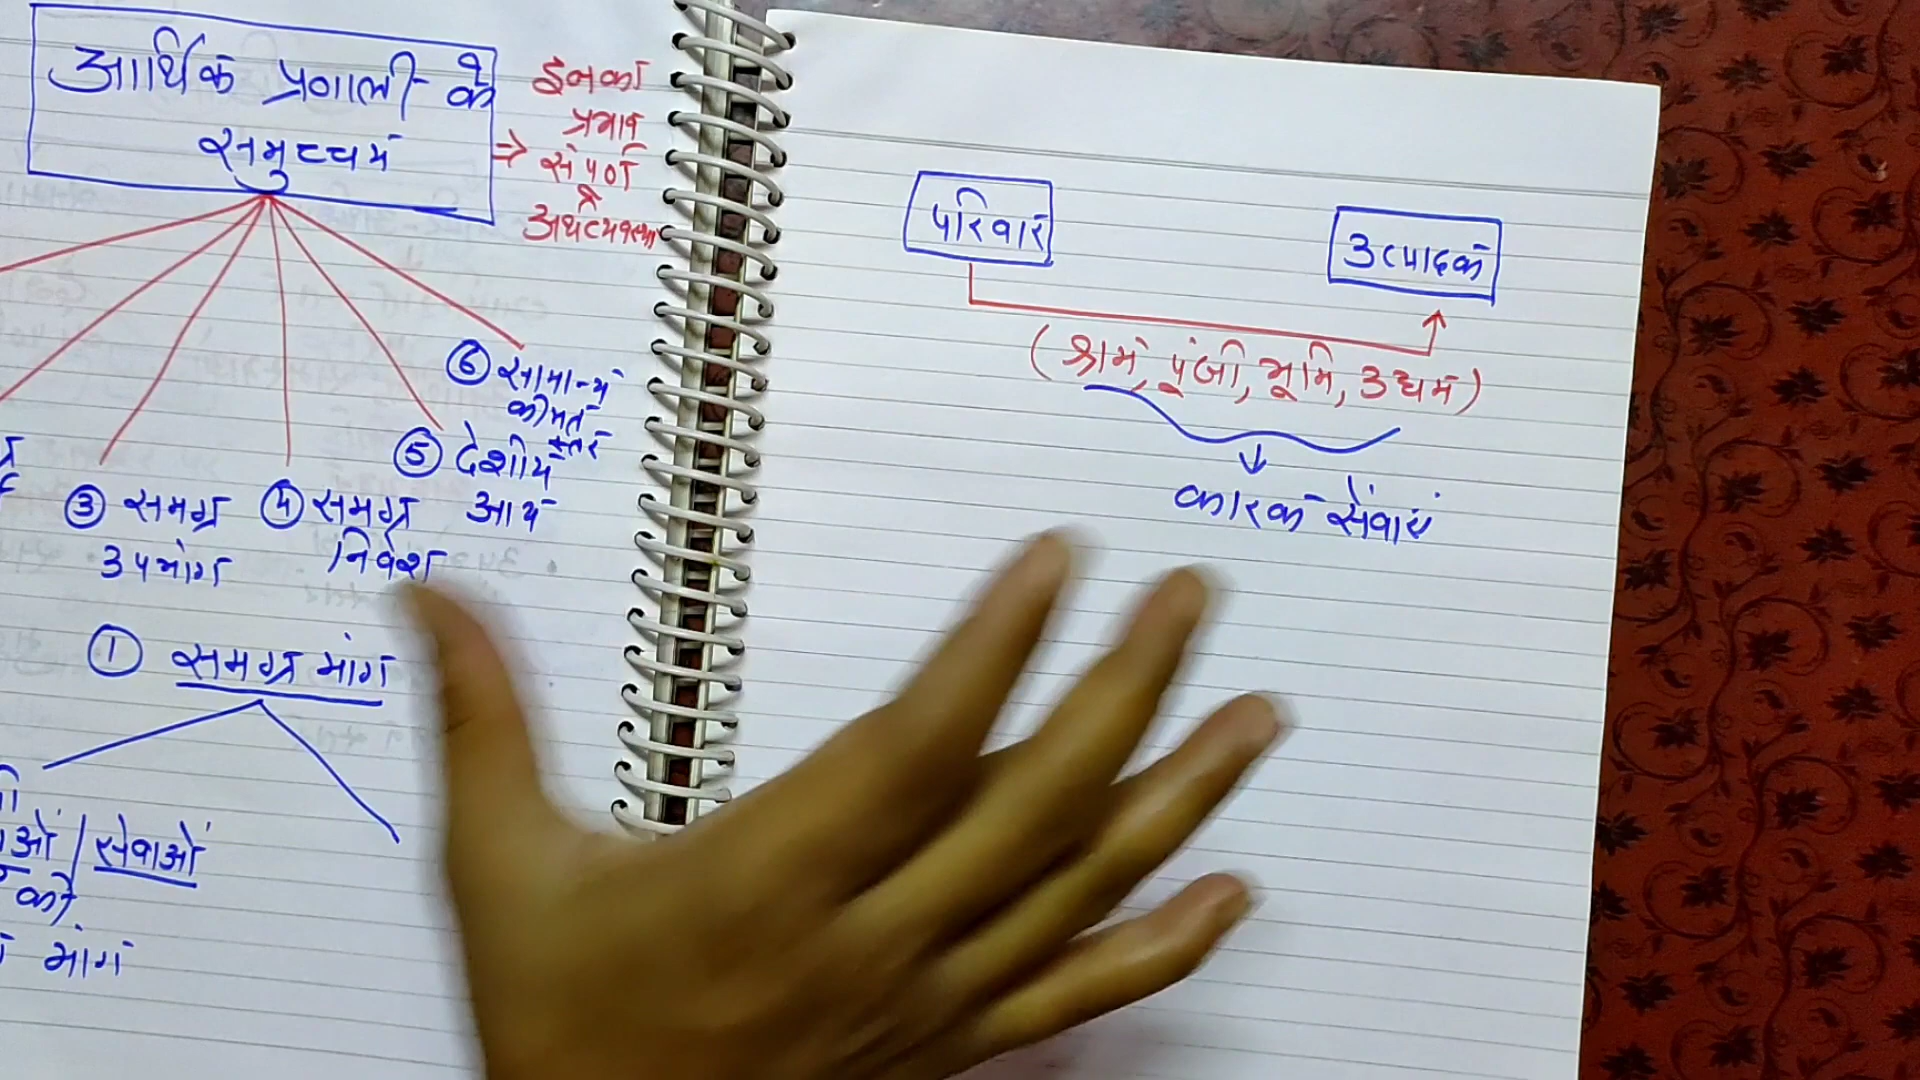 आर्थिक प्रणाली के
समुच्चय
⇒ इनका
प्रभाव
संपूर्ण
अर्थव्यवस्था
⑥ सामान्य
कीमत
स्तर
⑤ देशीय
आय
③ समग्र
उपभोग
④ समग्र
निवेश
① समग्र मांग
ओं / सेवाओं
की
मांग
परिवार
उत्पादक
(श्रम, पूंजी, भूमि, उद्यम)
कारक सेवाएं